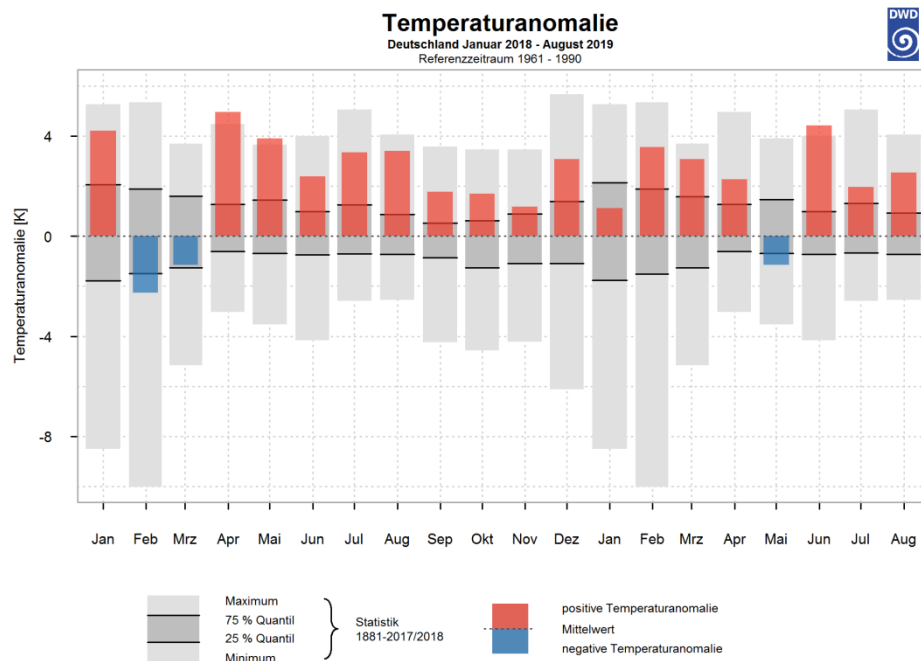 Temperaturanomalie
Deutschland Januar 2018 - August 2019
Referenzzeitraum 1961 - 1990
DWD
Temperaturanomalie [K]
4
0
-4
-8
Jan Feb Mrz Apr Mai Jun Jul Aug Sep Okt Nov Dez Jan Feb Mrz Apr Mai Jun Jul Aug
Maximum
75 % Quantil
25 % Quantil
Minimum
Statistik
1881-2017/2018
positive Temperaturanomalie
Mittelwert
negative Temperaturanomalie